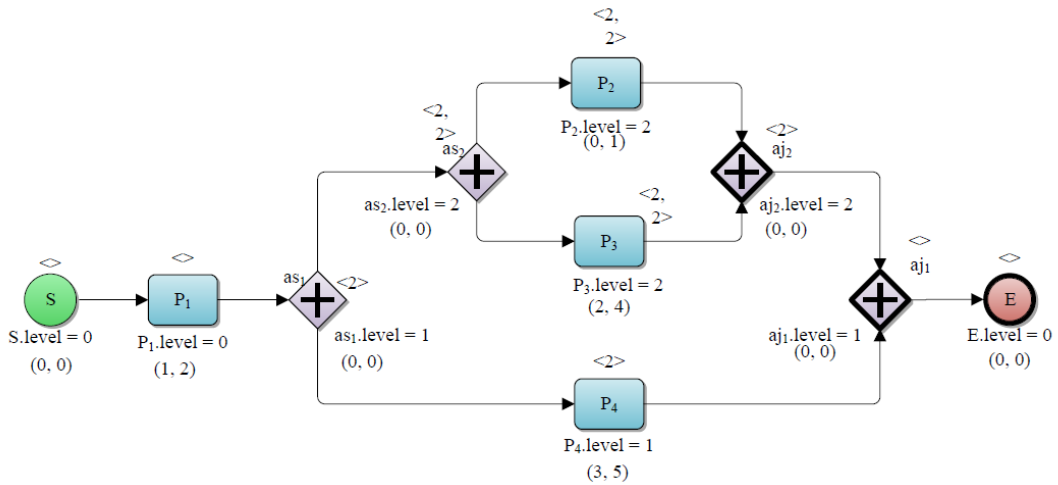 <2,
2>
P2
P2.level = 2
(0, 1)
<2,
2>
as2
as2.level = 2
(0, 0)
<2>
aj2
aj2.level = 2
(0, 0)
<2,
2>
P3
P3.level = 2
(2, 4)
<>
S
S.level = 0
(0, 0)
<>
P1
P1.level = 0
(1, 2)
as1
<2>
as1.level = 1
(0, 0)
<2>
P4
P4.level = 1
(3, 5)
<>
aj1
aj1.level = 1
(0, 0)
<>
E
E.level = 0
(0, 0)